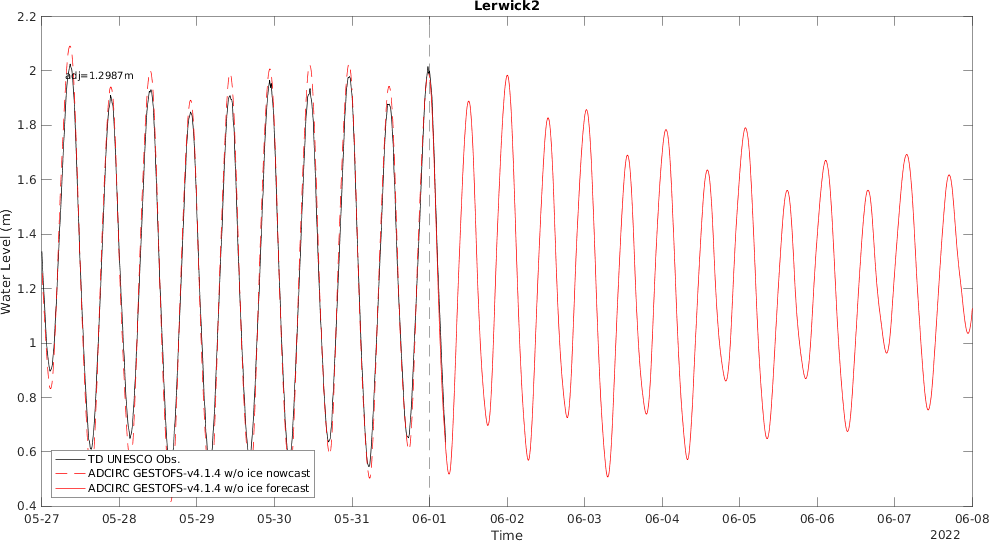 Lerwick2
2.2
2
1.8
1.6
1.4
1.2
1
0.8
0.6
0.4
Water Level (m)
adj=1.2987m
TD UNESCO Obs.
ADCIRC GESTOFS-v4.1.4 w/o ice nowcast
ADCIRC GESTOFS-v4.1.4 w/o ice forecast
05-27 05-28 05-29 05-30 05-31 06-01 06-02 06-03 06-04 06-05 06-06 06-07 06-08
Time
2022